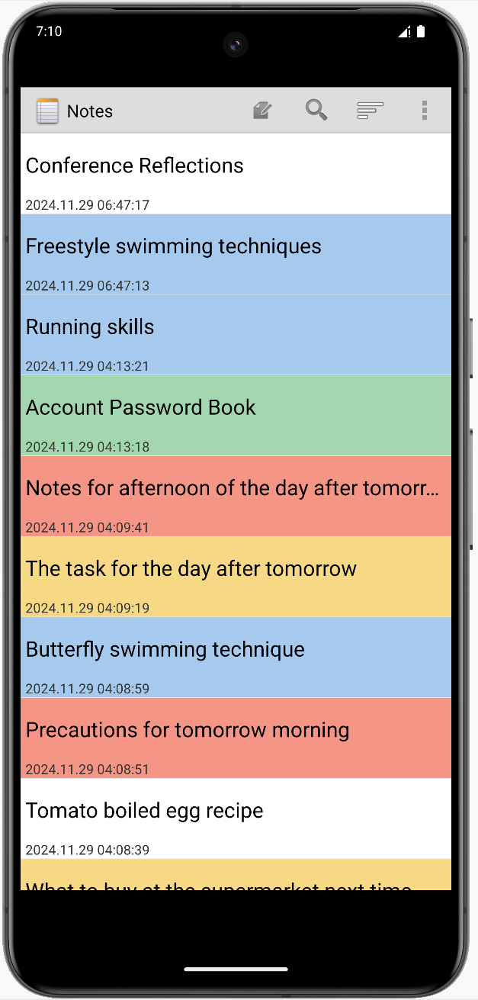 7:10
Notes
Conference Reflections
2024.11.29 06:47:17
Freestyle swimming techniques
2024.11.29 06:47:13
Running skills
2024.11.29 04:13:21
Account Password Book
2024.11.29 04:13:18
Notes for afternoon of the day after tomorr...
2024.11.29 04:09:41
The task for the day after tomorrow
2024.11.29 04:09:19
Butterfly swimming technique
2024.11.29 04:08:59
Precautions for tomorrow morning
2024.11.29 04:08:51
Tomato boiled egg recipe
2024.11.29 04:08:39
What to buy at the supermarket next time